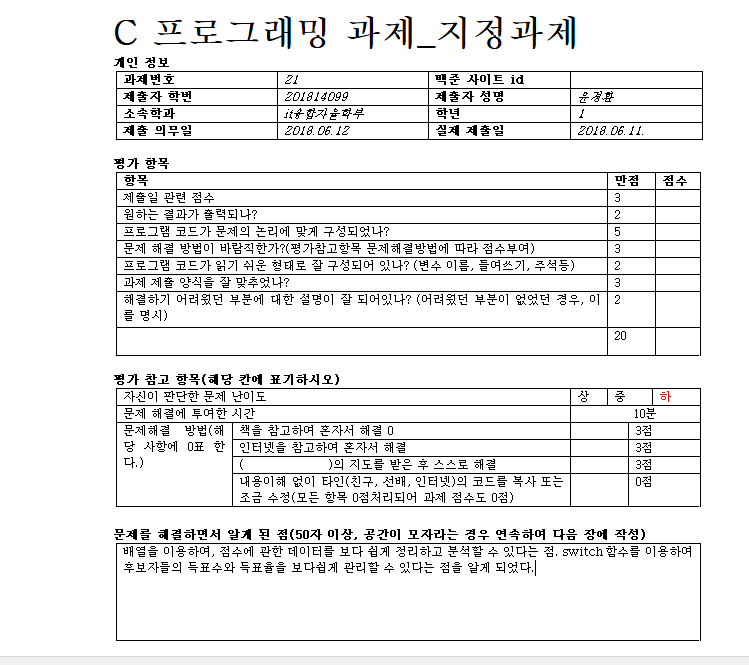 C 프로그래밍 과제_지정과제
개인 정보
과제번호 21 백준 사이트 id
제출자 학번 201814099 제출자 성명 윤정환
소속학과 it융합자율학부 학년 1
제출 의무일 2018.06.12 실제 제출일 2018.06.11.
평가 항목
항목 만점 점수
제출일 관련 점수 3
원하는 결과가 출력되나? 2
프로그램 코드가 문제의 논리에 맞게 구성되었나? 5
문제 해결 방법이 바람직한가?(평가참고항목 문제해결방법에 따라 점수부여) 3
프로그램 코드가 읽기 쉬운 형태로 잘 구성되어 있나? (변수 이름, 들여쓰기, 주석등) 2
과제 제출 양식을 잘 맞추었나? 3
해결하기 어려웠던 부분에 대한 설명이 잘 되어있나? (어려웠던 부분이 없었던 경우, 이 2
를 명시)
20
평가 참고 항목(해당 칸에 표기하시오)
자신이 판단한 문제 난이도 상 중 하
문제 해결에 투여한 시간 10분
문제해결 방법(해 책을 참고하여 혼자서 해결 0 3점
당 사항에 0표 한 인터넷을 참고하여 혼자서 해결 3점
다.) ( )의 지도를 받은 후 스스로 해결 3점
내용이해 없이 타인(친구, 선배, 인터넷)의 코드를 복사 또는 0점
조금 수정(모든 항목 0점처리되어 과제 점수도 0점)
문제를 해결하면서 알게 된 점(50자 이상, 공간이 모자라는 경우 연속하여 다음 장에 작성)
배열을 이용하여, 점수에 관한 데이터를 보다 쉽게 정리하고 분석할 수 있다는 점. switch 함수를 이용하여
후보자들의 득표수와 득표율을 보다쉽게 관리할 수 있다는 점을 알게 되었다.